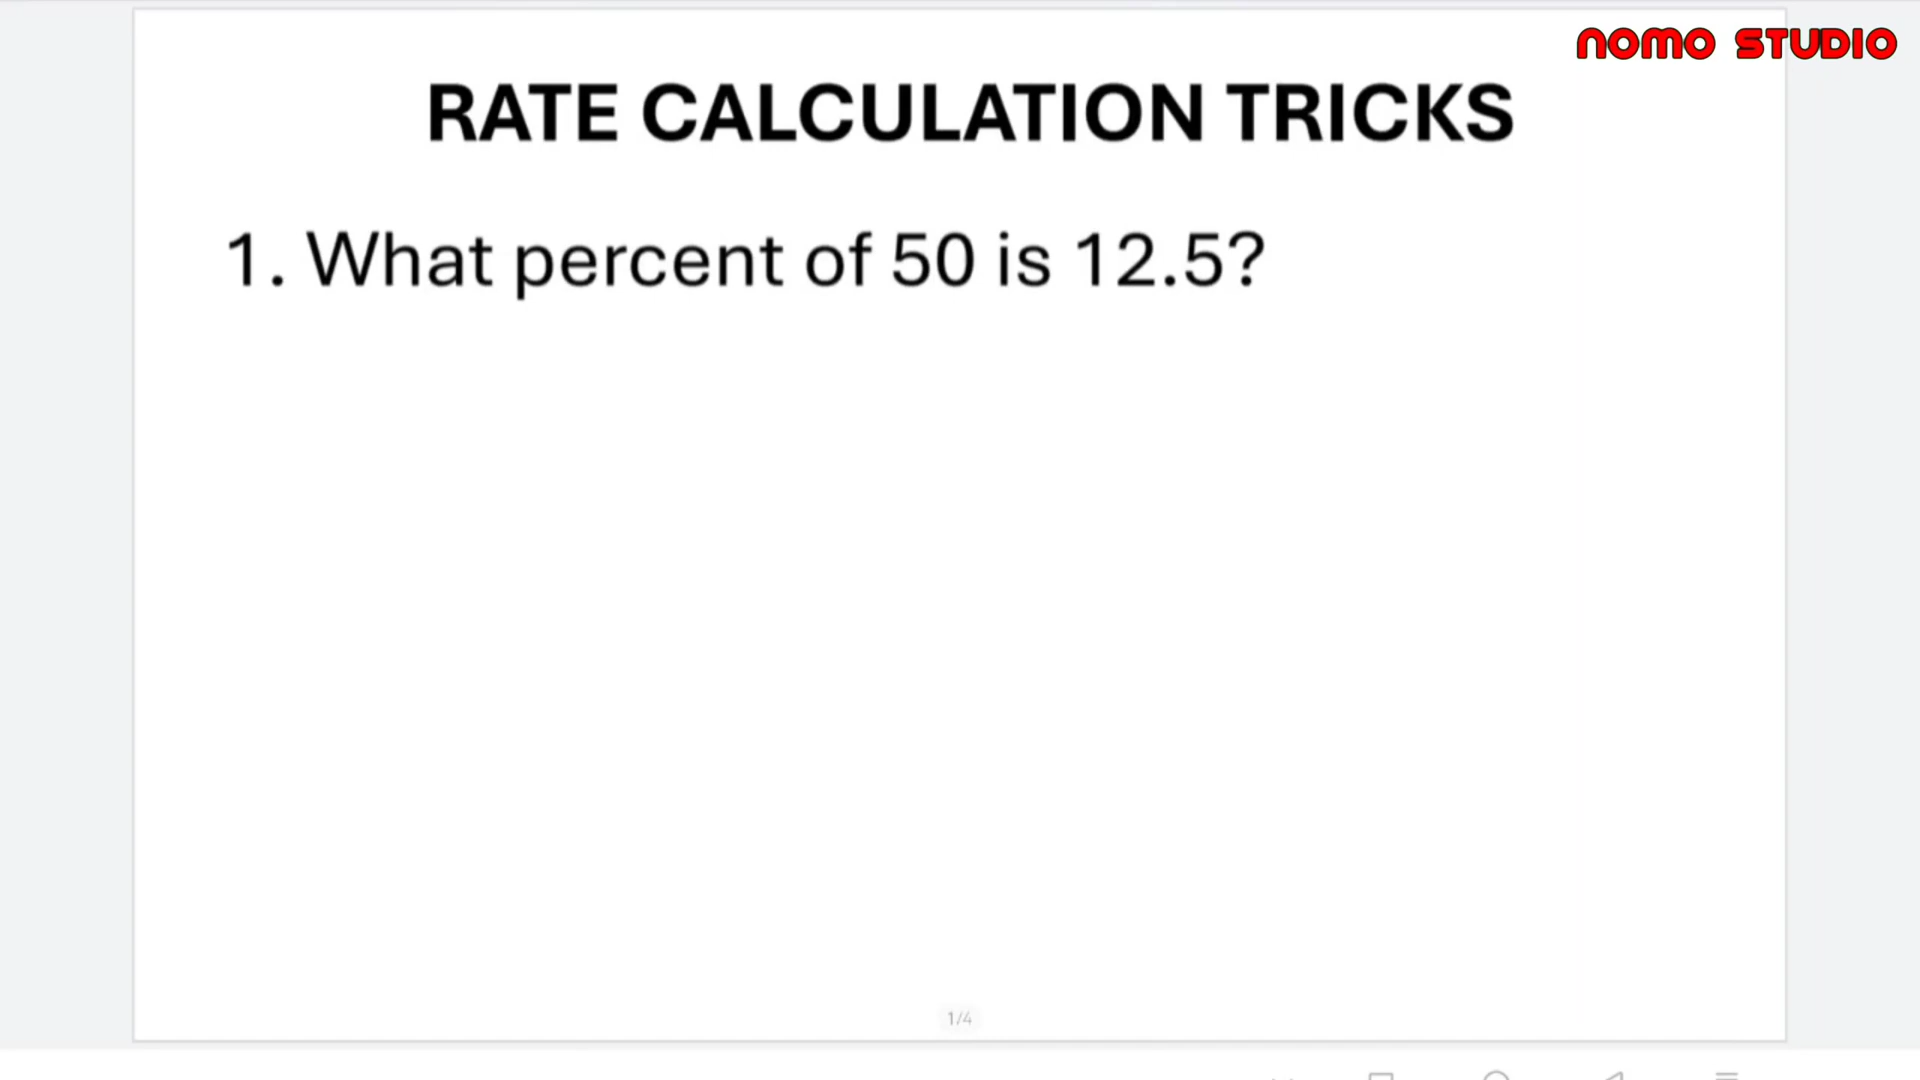 NOMO STUDIO
RATE CALCULATION TRICKS
1. What percent of 50 is 12.5?
1/4